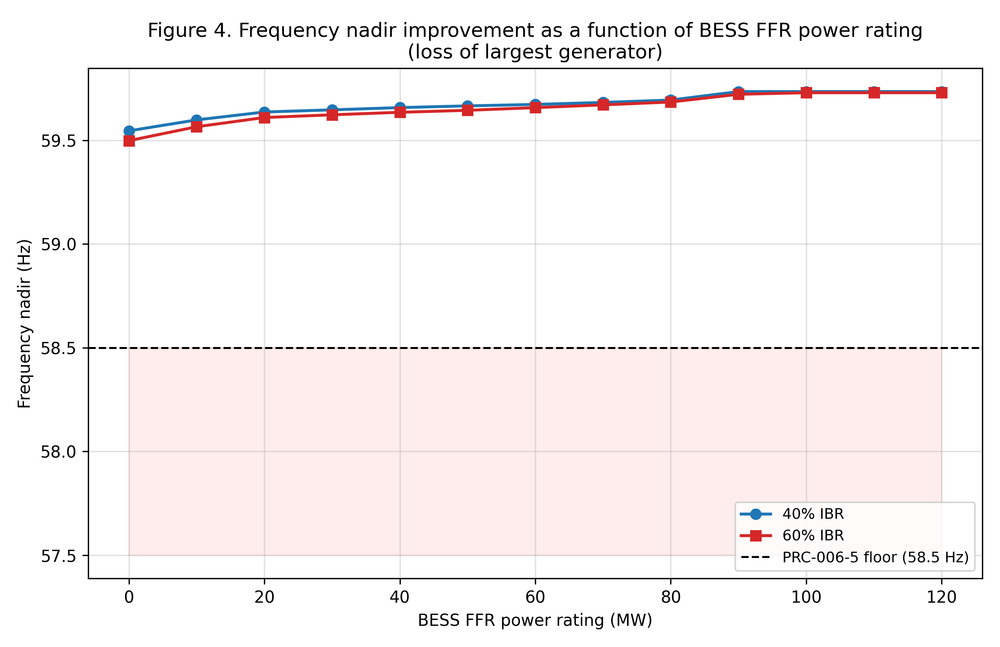 Figure 4. Frequency nadir improvement as a function of BESS FFR power rating
(loss of largest generator)
Frequency nadir (Hz)
59.5
59.0
58.5
58.0
57.5
0
20
40
60
80
100
120
BESS FFR power rating (MW)
40% IBR
60% IBR
PRC-006-5 floor (58.5 Hz)